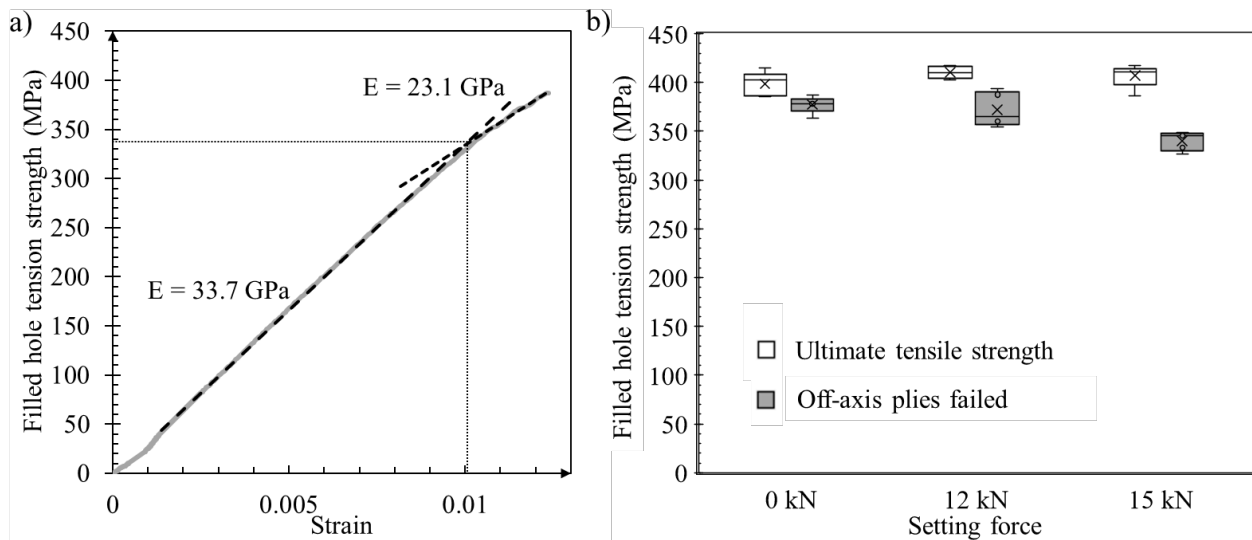 a)
Filled hole tension strength (MPa)
450
400
350
300
250
200
150
100
50
0
E = 23.1 GPa
E = 33.7 GPa
0
0.005
0.01
Strain
b)
Filled hole tension strength (MPa)
450
400
350
300
250
200
150
100
50
0
Ultimate tensile strength
Off-axis plies failed
0 kN
12 kN
15 kN
Setting force